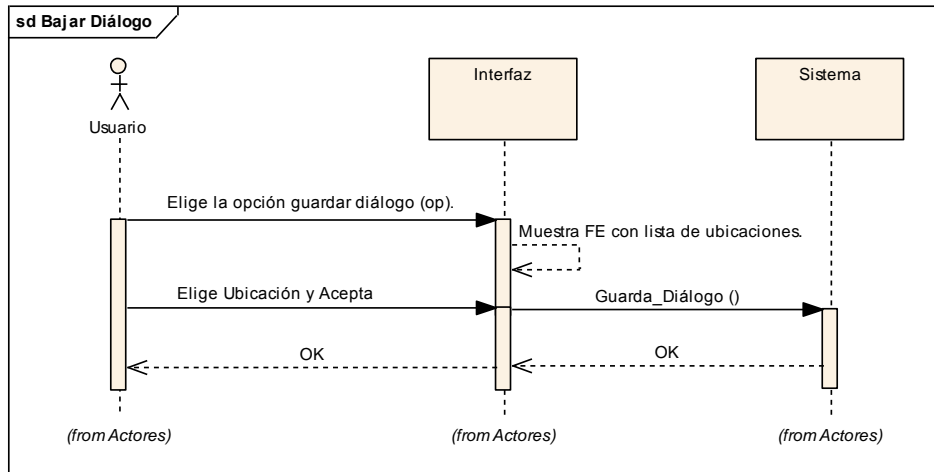 sd Bajar Diálogo
Usuario
Interfaz
Sistema
Elige la opción guardar diálogo (op).
Muestra FE con lista de ubicaciones.
Elige Ubicación y Acepta
Guarda_Diálogo ()
OK
OK
(from Actores)
(from Actores)
(from Actores)